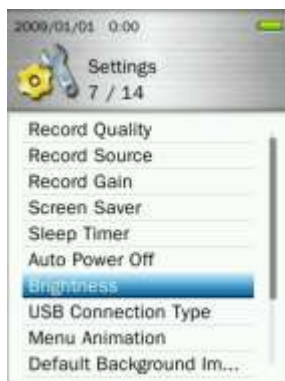 2009/01/01 0:00
Settings
7 / 14
Record Quality
Record Source
Record Gain
Screen Saver
Sleep Timer
Auto Power Off
Brightness
USB Connection Type
Menu Animation
Default Background Im...